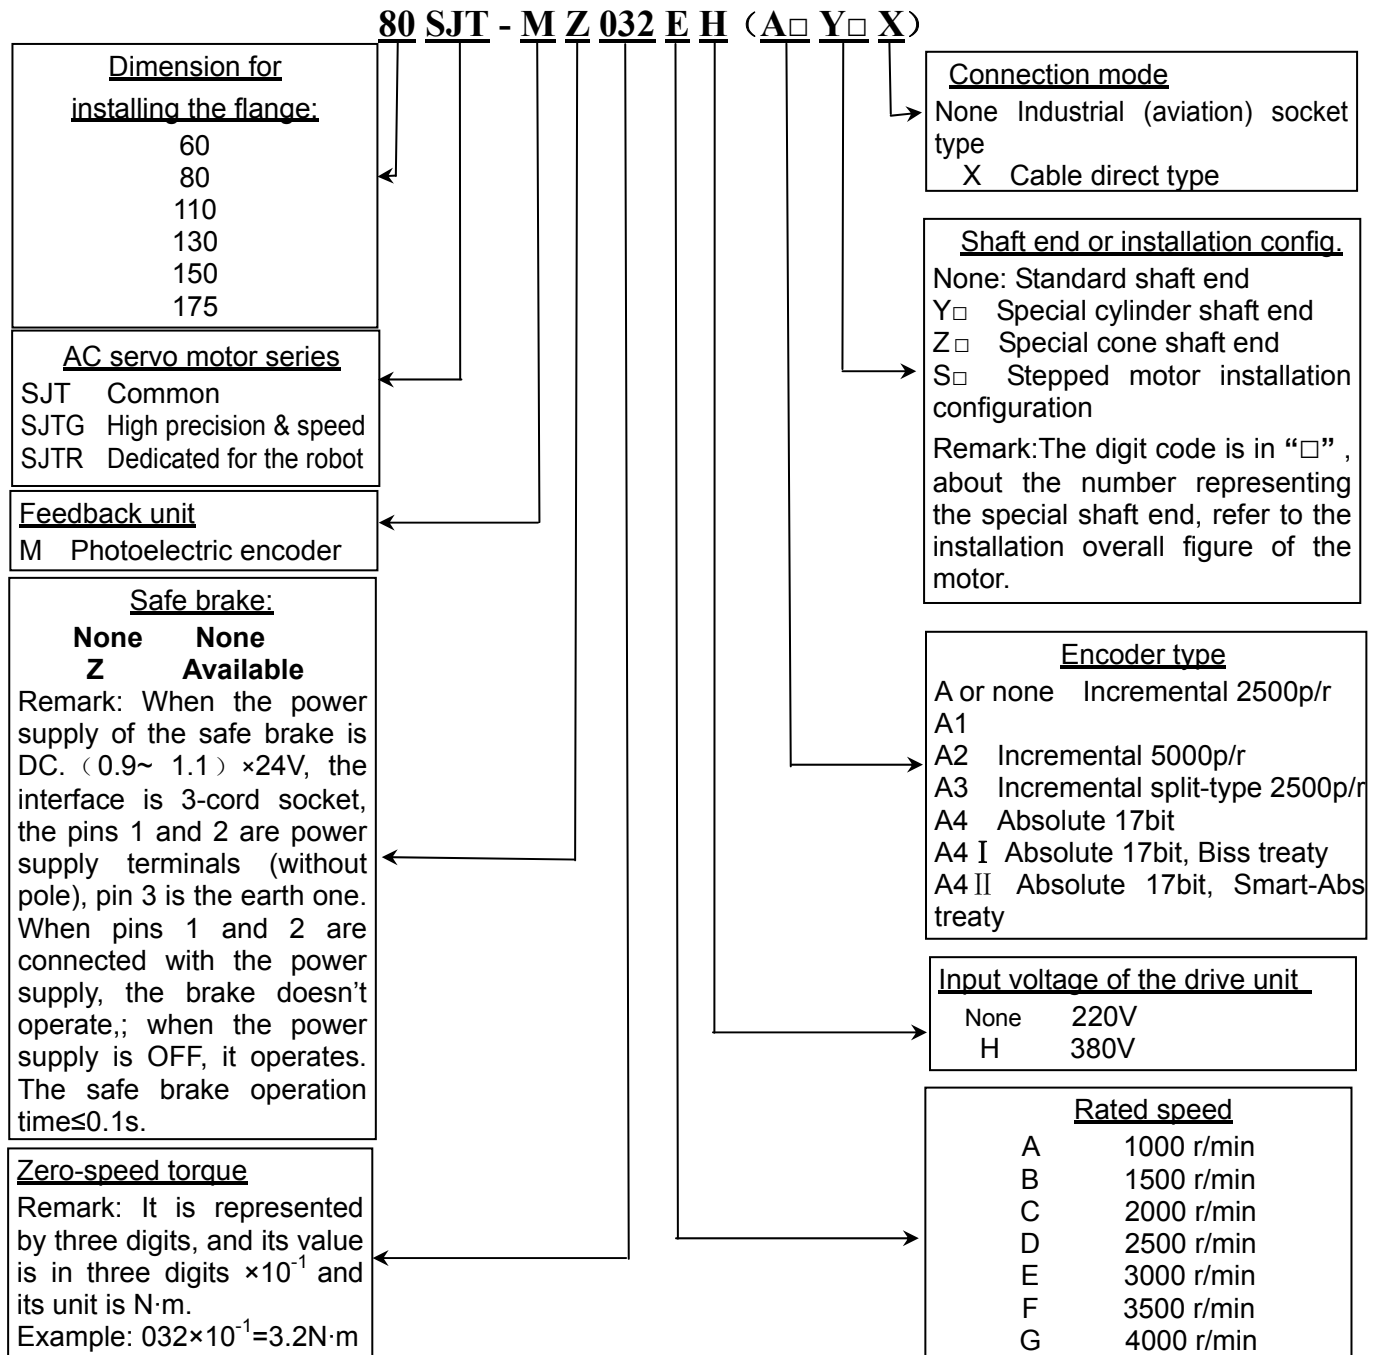 80 SJT - M Z 032 E H （A□ Y□ X）
Dimension for
installing the flange:
60
80
110
130
150
175
AC servo motor series
SJT Common
SJTG High precision & speed
SJTR Dedicated for the robot
Feedback unit
M Photoelectric encoder
Safe brake:
None None
Z Available
Remark: When the power
supply of the safe brake is
DC.（0.9~ 1.1）×24V, the
interface is 3-cord socket,
the pins 1 and 2 are power
supply terminals (without
pole), pin 3 is the earth one.
When pins 1 and 2 are
connected with the power
supply, the brake doesn’t
operate,; when the power
supply is OFF, it operates.
The safe brake operation
time≤0.1s.
Zero-speed torque
Remark: It is represented
by three digits, and its value
is in three digits ×10⁻¹ and
its unit is N·m.
Example: 032×10⁻¹=3.2N·m
Connection mode
None Industrial (aviation) socket
type
X Cable direct type
Shaft end or installation config.
None: Standard shaft end
Y□ Special cylinder shaft end
Z□ Special cone shaft end
S□ Stepped motor installation
configuration
Remark:The digit code is in “□” ,
about the number representing
the special shaft end, refer to the
installation overall figure of the
motor.
Encoder type
A or none Incremental 2500p/r
A1
A2 Incremental 5000p/r
A3 Incremental split-type 2500p/r
A4 Absolute 17bit
A4Ⅰ Absolute 17bit, Biss treaty
A4Ⅱ Absolute 17bit, Smart-Abs
treaty
Input voltage of the drive unit
None 220V
H 380V
Rated speed
A 1000 r/min
B 1500 r/min
C 2000 r/min
D 2500 r/min
E 3000 r/min
F 3500 r/min
G 4000 r/min